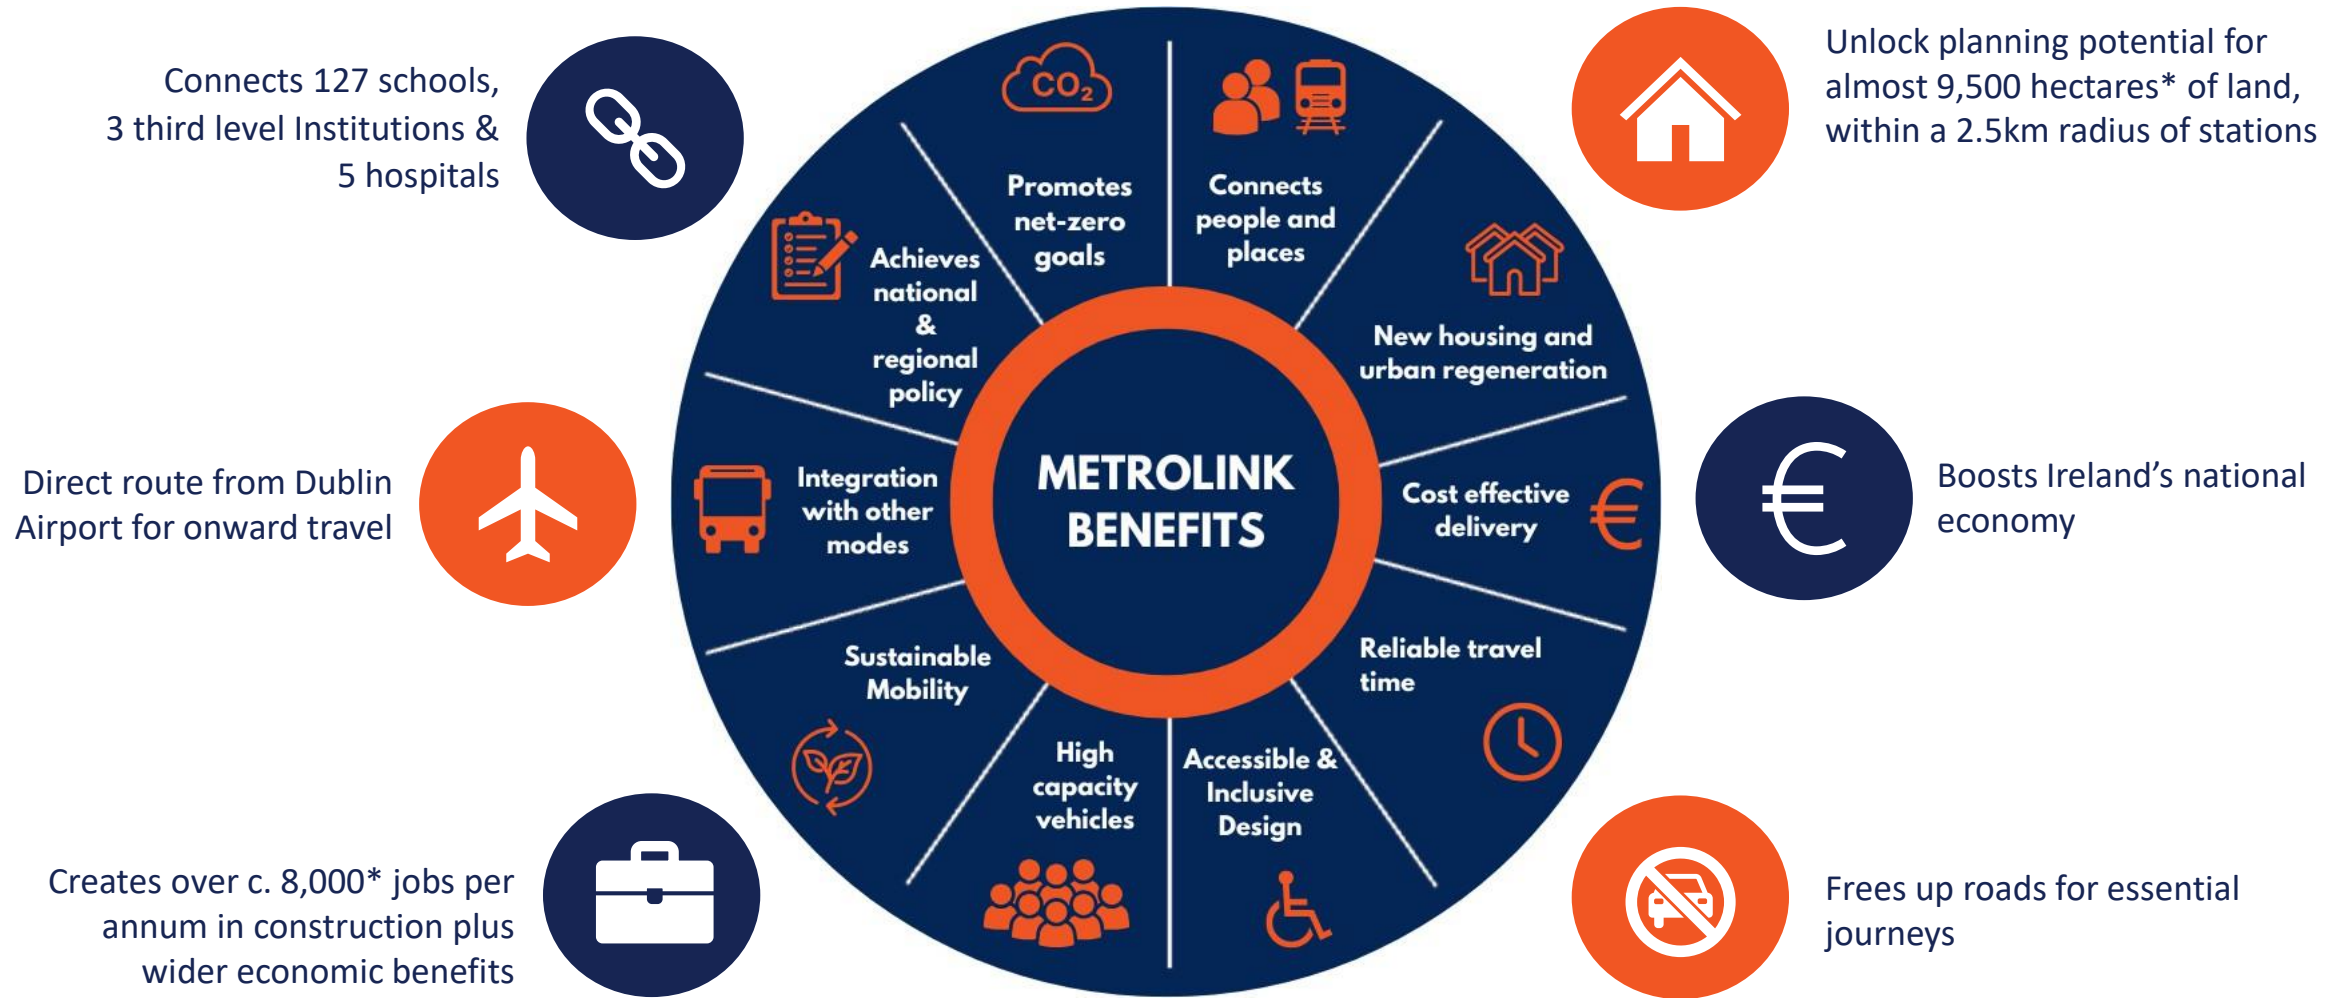 Connects 127 schools,
3 third level Institutions &
5 hospitals
Direct route from Dublin
Airport for onward travel
Creates over c. 8,000* jobs per
annum in construction plus
wider economic benefits
CO₂
Promotes
net-zero
goals
Connects
people and
places
New housing and
urban regeneration
Cost effective
delivery
€
Reliable travel
time
Accessible &
Inclusive
Design
High
capacity
vehicles
Sustainable
Mobility
Integration
with other
modes
Achieves
national
&
regional
policy
METROLINK
BENEFITS
Unlock planning potential for
almost 9,500 hectares* of land,
within a 2.5km radius of stations
€
Boosts Ireland’s national
economy
Frees up roads for essential
journeys